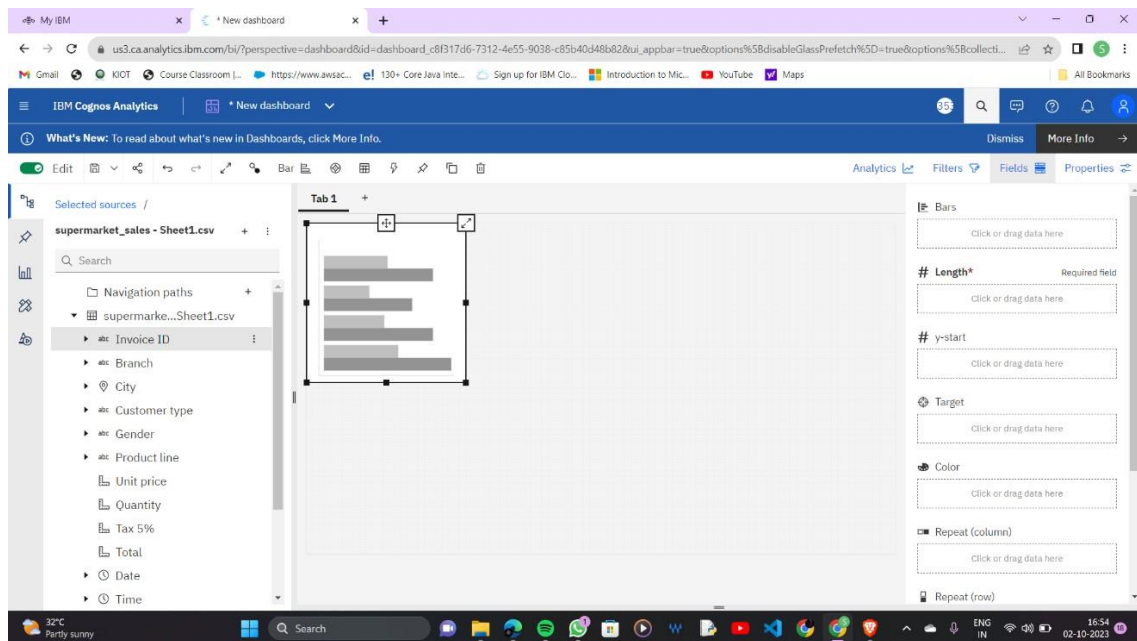 My IBM
* New dashboard
us3.ca.analytics.ibm.com/bi/?perspective=dashboard&id=dashboard_c8f317d6-7312-4e55-9038-c85b40d48b82&ui_appbar=true&options%5BdisableGlassPrefetch%5D=true&options%5Bcollecti...
Gmail KIOT Course Classroom |... https://www.awsac... 130+ Core Java Inte... Sign up for IBM Clo... Introduction to Mic... YouTube Maps All Bookmarks
IBM Cognos Analytics * New dashboard
What's New: To read about what's new in Dashboards, click More Info. Dismiss More Info
Edit Bar Analytics Filters Fields Properties
Selected sources /
Tab 1
supermarket_sales - Sheet1.csv
Search
Navigation paths
supermarke...Sheet1.csv
abc Invoice ID
abc Branch
City
abc Customer type
abc Gender
abc Product line
Unit price
Quantity
Tax 5%
Total
Date
Time
Bars
Click or drag data here
# Length* Required field
Click or drag data here
# y-start
Click or drag data here
Target
Click or drag data here
Color
Click or drag data here
Repeat (column)
Click or drag data here
Repeat (row)
32°C
Partly sunny
Search
ENG
IN
16:54
02-10-2023